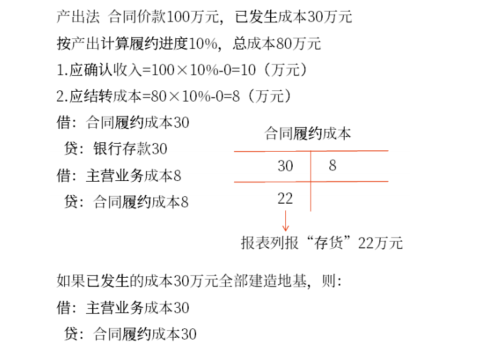 产出法 合同价款100万元，已发生成本30万元
按产出计算履约进度10%，总成本80万元
1.应确认收入=100×10%-0=10（万元）
2.应结转成本=80×10%-0=8（万元）
借：合同履约成本30
贷：银行存款30
借：主营业务成本8
贷：合同履约成本8
合同履约成本
30 8
22
报表列报“存货”22万元
如果已发生的成本30万元全部建造地基，则：
借：主营业务成本30
贷：合同履约成本30